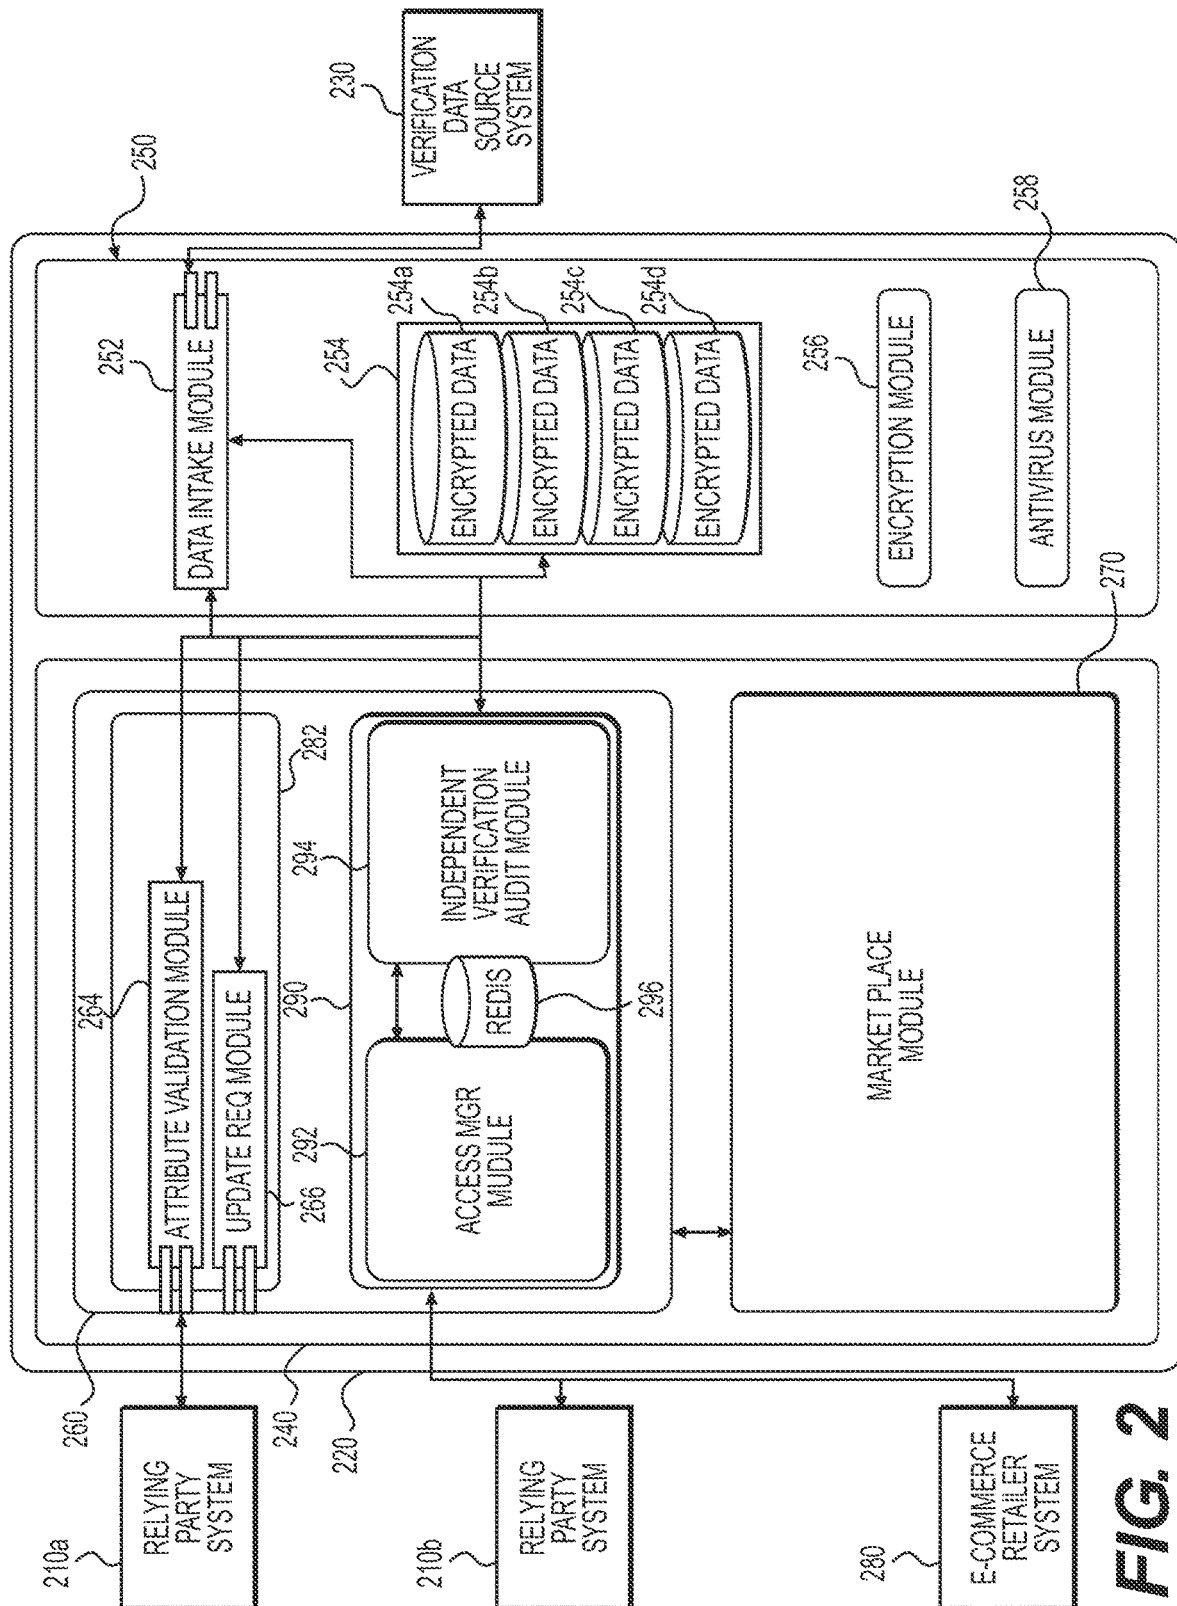 210a
RELYING
PARTY
SYSTEM
210b
RELYING
PARTY
SYSTEM
280
E-COMMERCE
RETAILER
SYSTEM
260
240
220
264
ATTRIBUTE VALIDATION MODULE
UPDATE REQ MODULE
266
282
290
292
ACCESS MGR
MUDULE
REDIS
296
294
INDEPENDENT
VERIFICATION
AUDIT MODULE
MARKET PLACE
MODULE
270
250
252
DATA INTAKE MODULE
254
254a
ENCRYPTED DATA
254b
ENCRYPTED DATA
254c
ENCRYPTED DATA
254d
ENCRYPTED DATA
256
ENCRYPTION MODULE
258
ANTIVIRUS MODULE
230
VERIFICATION
DATA
SOURCE
SYSTEM
FIG. 2